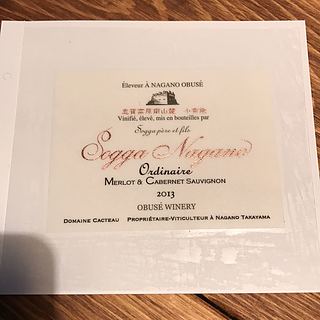 Éleveur À NAGANO OBUSÉ
Vinifié, élevé, mis en bouteilles par
Sogga père et fils
Sogga Nagano
Ordinaire
MERLOT & CABERNET SAUVIGNON
2013
OBUSÉ WINERY
DOMAINE CACTEAU PROPRIÉTAIRE-VITICULTEUR À NAGANO TAKAYAMA